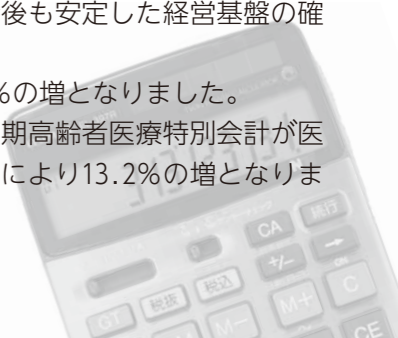 後も安定した経営基盤の確
%の増となりました。
期高齢者医療特別会計が医
により13.2%の増となりま
CA
続行
+/−
→
税抜
税込
M+
C
GT
M−
CE